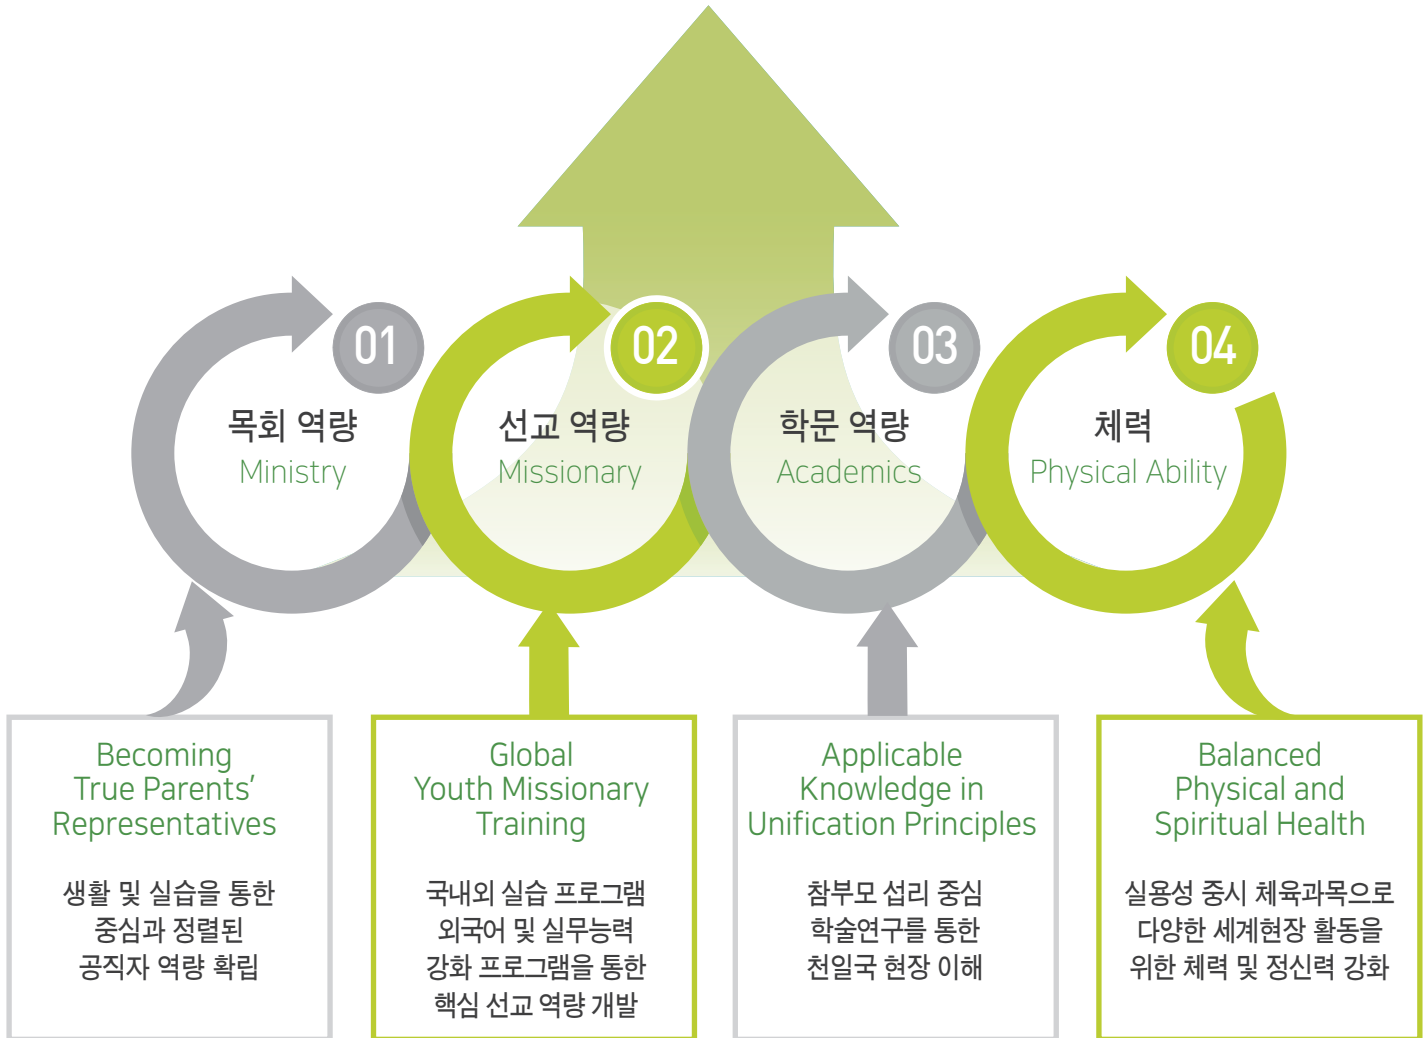 01
목회 역량
Ministry
02
선교 역량
Missionary
03
학문 역량
Academics
04
체력
Physical Ability
Becoming
True Parents’
Representatives
생활 및 실습을 통한
중심과 정렬된
공직자 역량 확립
Global
Youth Missionary
Training
국내외 실습 프로그램
외국어 및 실무능력
강화 프로그램을 통한
핵심 선교 역량 개발
Applicable
Knowledge in
Unification Principles
참부모 섭리 중심
학술연구를 통한
천일국 현장 이해
Balanced
Physical and
Spiritual Health
실용성 중시 체육과목으로
다양한 세계현장 활동을
위한 체력 및 정신력 강화